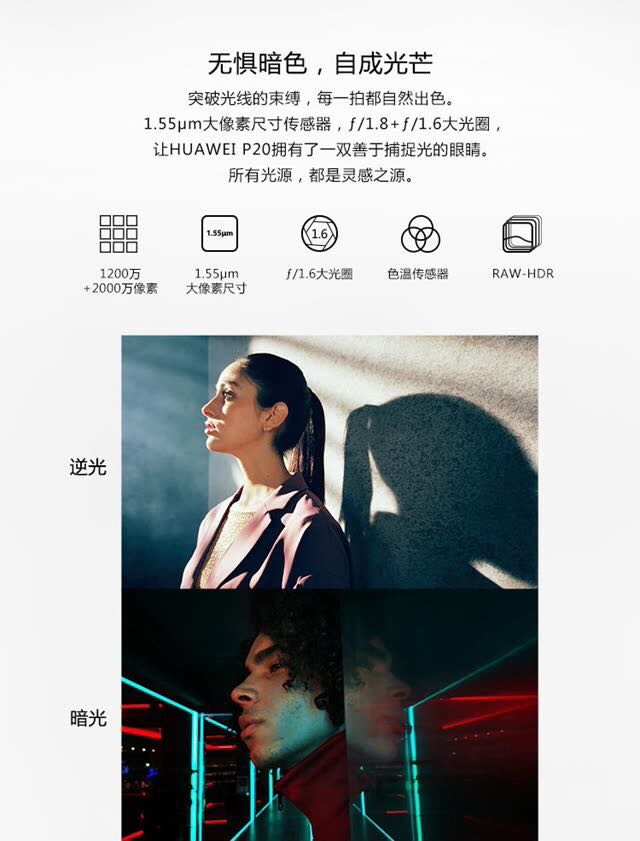 无惧暗色，自成光芒
突破光线的束缚，每一拍都自然出色。
1.55μm大像素尺寸传感器，ƒ/1.8+ƒ/1.6大光圈，
让HUAWEI P20拥有了一双善于捕捉光的眼睛。
所有光源，都是灵感之源。
1.55μm
1.6
1200万
+2000万像素
1.55μm
大像素尺寸
ƒ/1.6大光圈
色温传感器
RAW-HDR
逆光
暗光